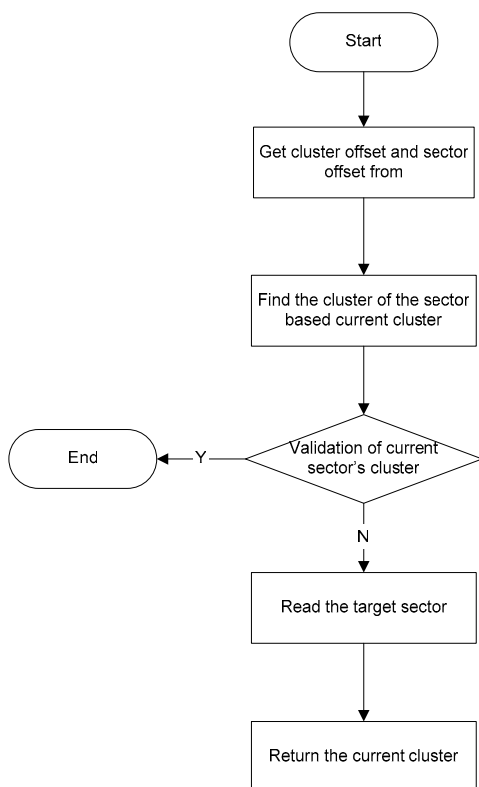 Start
Get cluster offset and sector
offset from
Find the cluster of the sector
based current cluster
Validation of current
sector's cluster
Y
End
N
Read the target sector
Return the current cluster